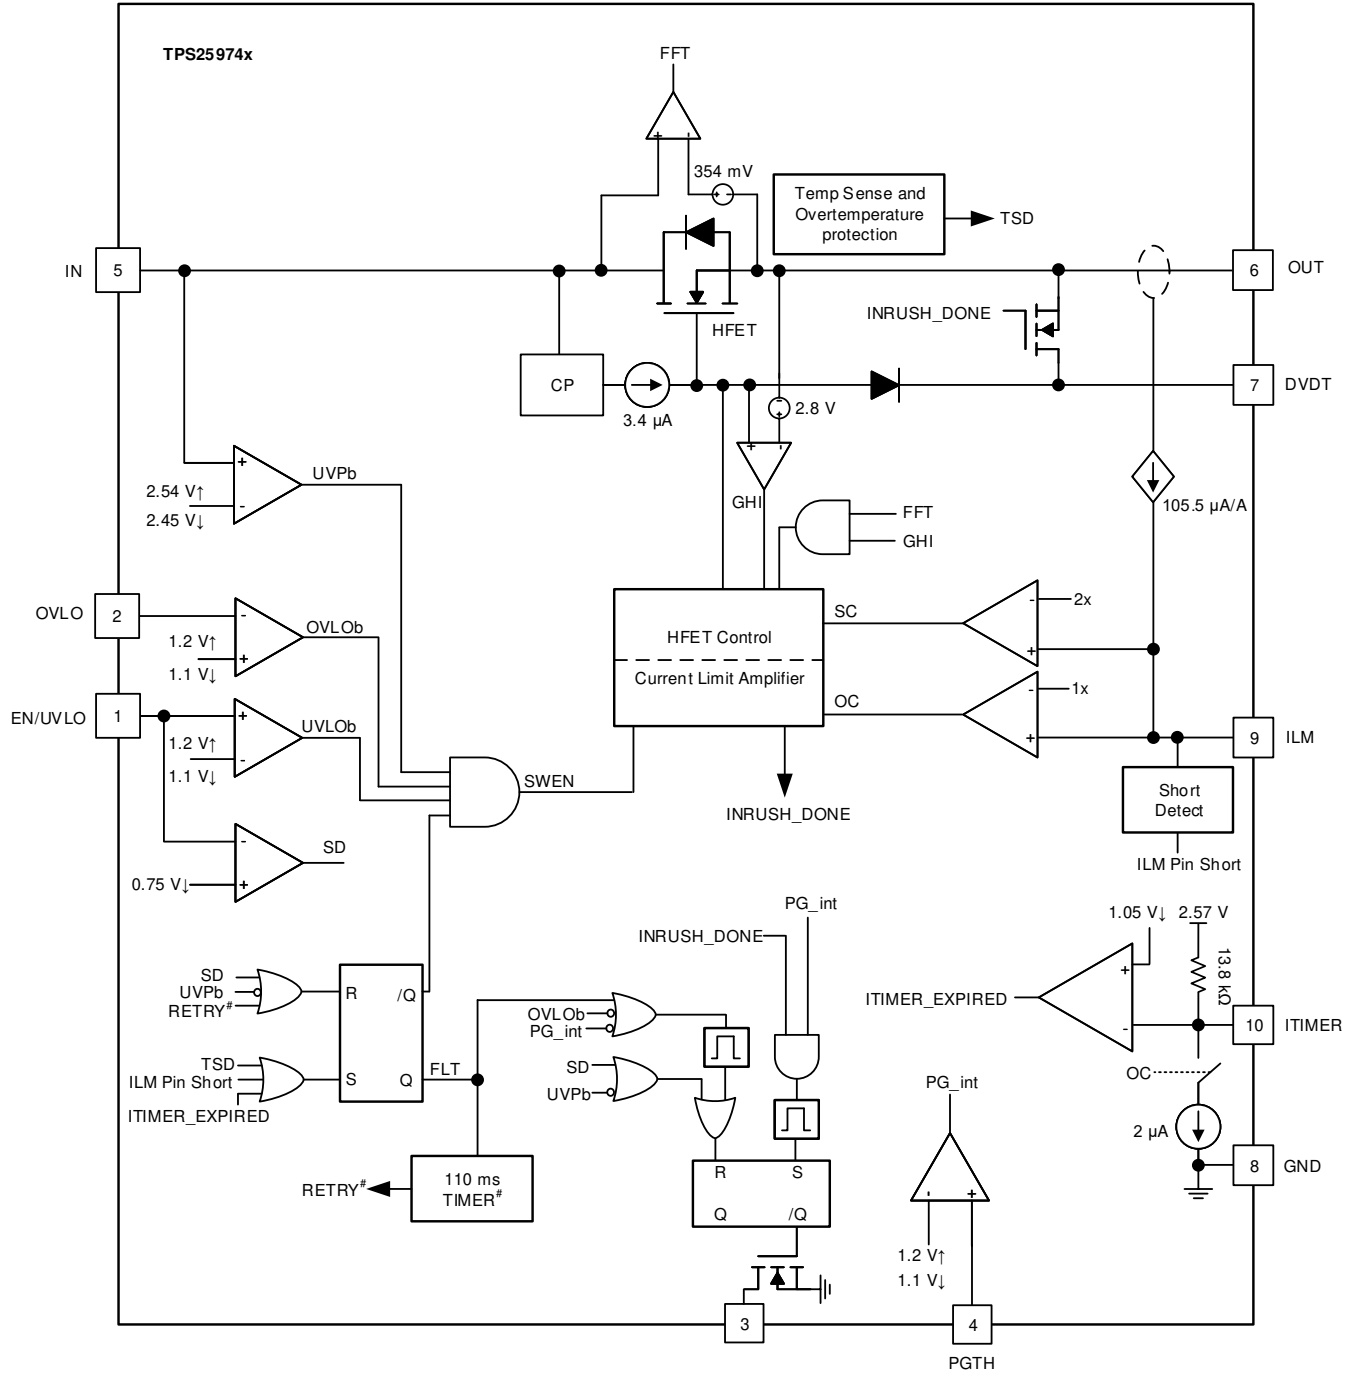 TPS25974x
FFT
+
-
354 mV
- +
Temp Sense and
Overtemperature
protection
TSD
IN
5
6
OUT
INRUSH_DONE
HFET
CP
3.4 µA
- +
2.8 V
7
DVDT
+
-
GHI
UVPb
+
-
2.54 V↑
2.45 V↓
105.5 µA/A
FFT
GHI
OVLO
2
-
+
OVLOb
1.2 V↑
1.1 V↓
HFET Control
Current Limit Amplifier
SC
-
2x
+
OC
-
1x
+
EN/UVLO
1
+
-
UVLOb
1.2 V↑
1.1 V↓
9
ILM
SWEN
INRUSH_DONE
Short
Detect
ILM Pin Short
-
+
SD
0.75 V↓
PG_int
INRUSH_DONE
1.05 V↓
2.57 V
13.8 kΩ
+
-
ITIMER_EXPIRED
10
ITIMER
SD
UVPb
RETRY#
R
/Q
S
Q
TSD
ILM Pin Short
ITIMER_EXPIRED
FLT
OVLOb
PG_int
SD
UVPb
OC
2 µA
8
GND
RETRY#
110 ms
TIMER#
R
S
Q
/Q
PG_int
-
+
1.2 V↑
1.1 V↓
3
4
PGTH